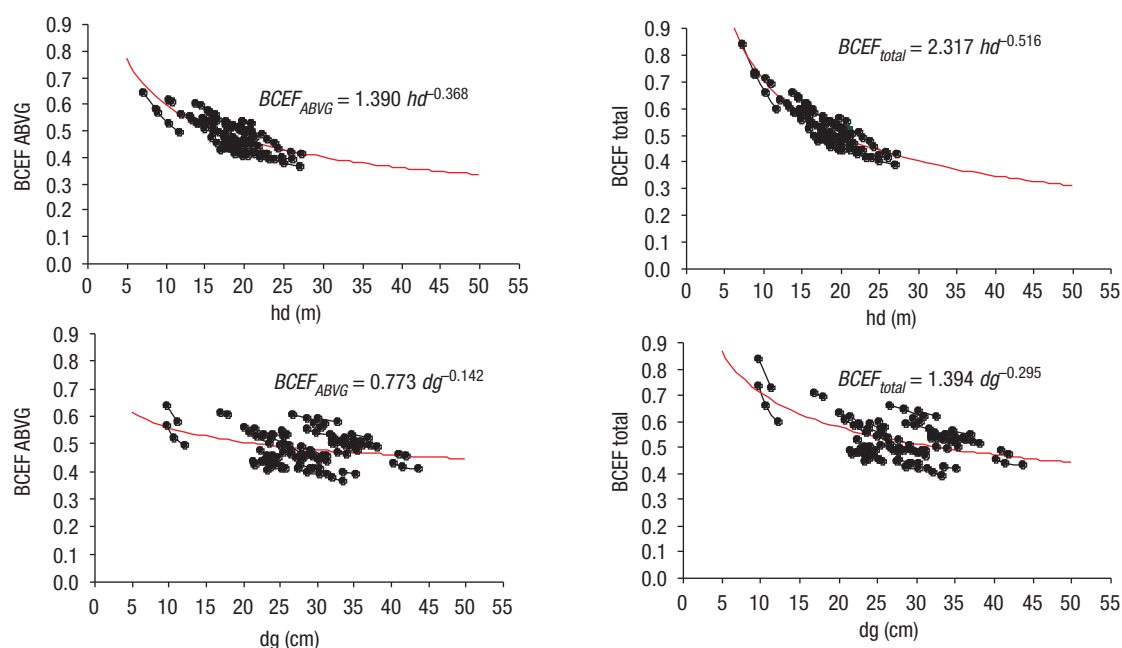 0.9
0.8
0.7
0.6
0.5
0.4
0.3
0.2
0.1
0.0
BCEF ABVG
BCEF_ABVG = 1.390 hd^–0.368
0 5 10 15 20 25 30 35 40 45 50 55
hd (m)
0.9
0.8
0.7
0.6
0.5
0.4
0.3
0.2
0.1
0.0
BCEF total
BCEF_total = 2.317 hd^–0.516
0 5 10 15 20 25 30 35 40 45 50 55
hd (m)
0.9
0.8
0.7
0.6
0.5
0.4
0.3
0.2
0.1
0.0
BCEF ABVG
BCEF_ABVG = 0.773 dg^–0.142
0 5 10 15 20 25 30 35 40 45 50 55
dg (cm)
0.9
0.8
0.7
0.6
0.5
0.4
0.3
0.2
0.1
0.0
BCEF total
BCEF_total = 1.394 dg^–0.295
0 5 10 15 20 25 30 35 40 45 50 55
dg (cm)